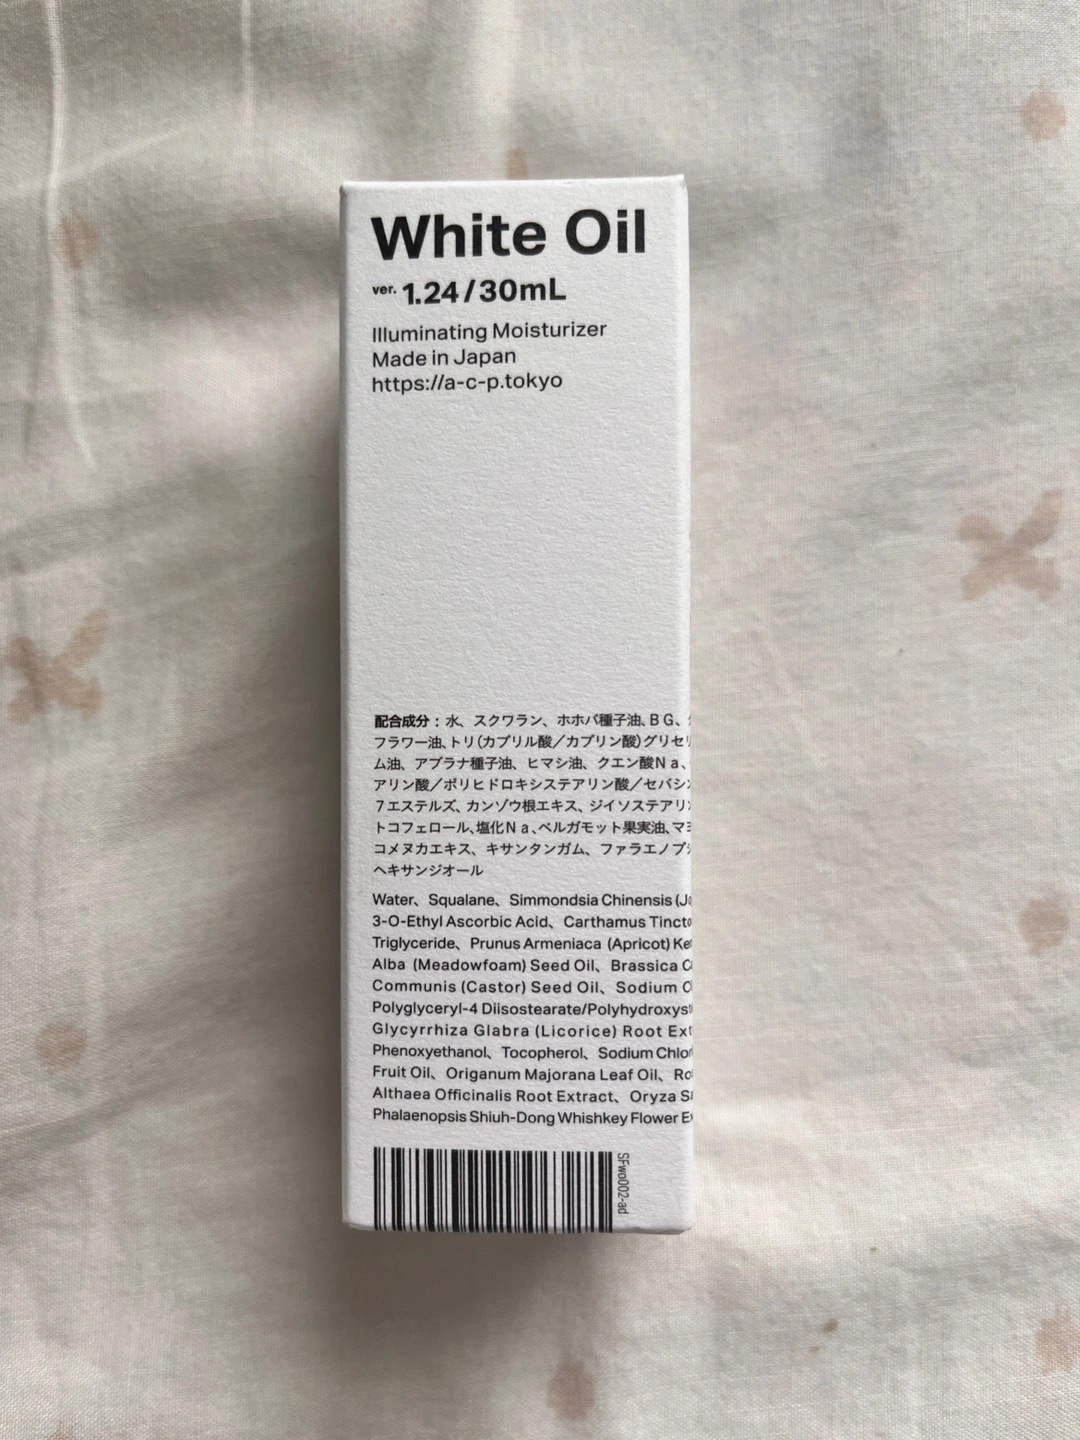 White Oil
ver. 1.24/30mL
Illuminating Moisturizer
Made in Japan
https://a-c-p.tokyo
配合成分：水、スクワラン、ホホバ種子油、BG、
フラワー油、トリ(カプリル酸／カプリン酸)グリセリ
ム油、アブラナ種子油、ヒマシ油、クエン酸Na、
アリン酸／ポリヒドロキシステアリン酸／セバシン
7エステルズ、カンゾウ根エキス、ジイソステアリン
トコフェロール、塩化Na、ベルガモット果実油、マヨ
コメヌカエキス、キサンタンガム、ファラエノプシ
ヘキサンジオール
Water、Squalane、Simmondsia Chinensis (Jo
3-O-Ethyl Ascorbic Acid、Carthamus Tincto
Triglyceride、Prunus Armeniaca (Apricot) Ke
Alba (Meadowfoam) Seed Oil、Brassica C
Communis (Castor) Seed Oil、Sodium C
Polyglyceryl-4 Diisostearate/Polyhydroxyst
Glycyrrhiza Glabra (Licorice) Root Ext
Phenoxyethanol、Tocopherol、Sodium Chlor
Fruit Oil、Origanum Majorana Leaf Oil、Ro
Althaea Officinalis Root Extract、Oryza Sa
Phalaenopsis Shiuh-Dong Whishkey Flower E
SFwo002-ad